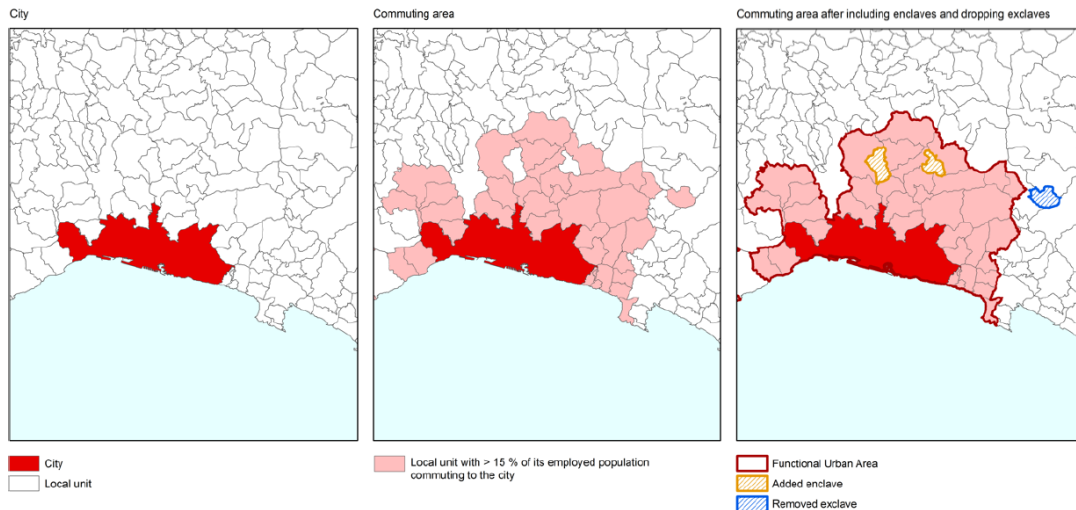 City
Commuting area
Commuting area after including enclaves and dropping exclaves
City
Local unit
Local unit with > 15 % of its employed population
commuting to the city
Functional Urban Area
Added enclave
Removed exclave